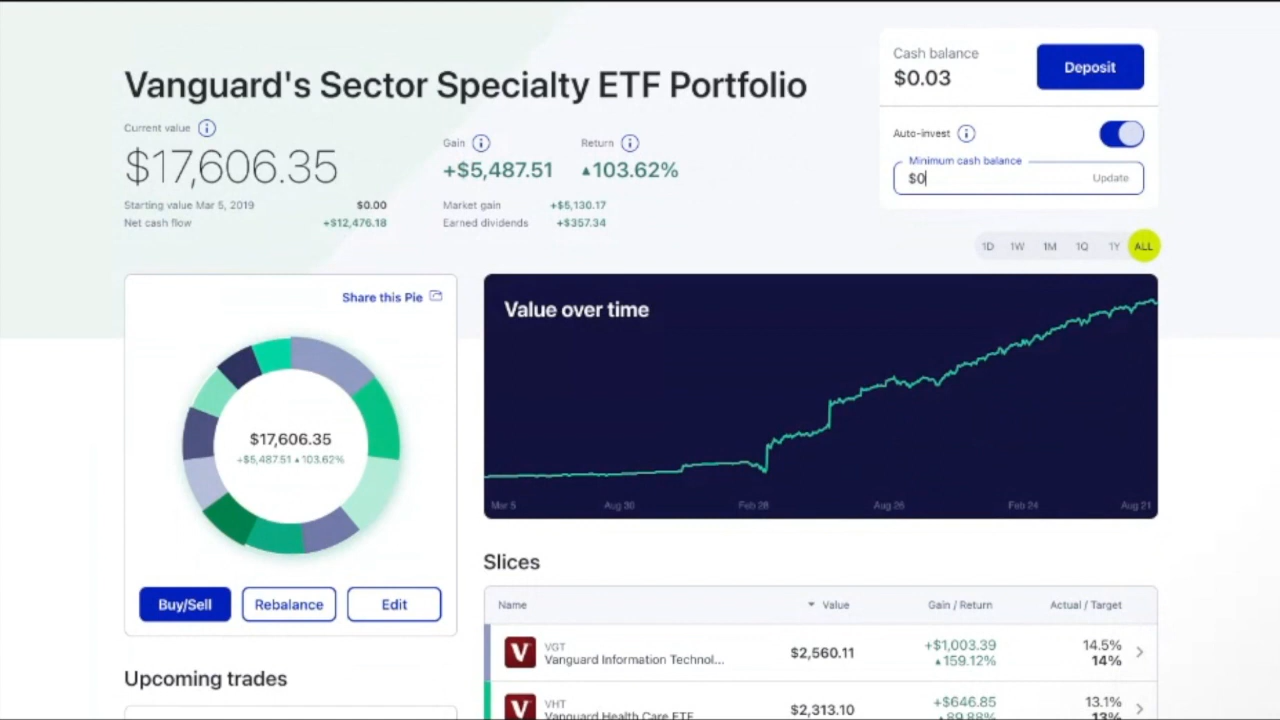 Vanguard's Sector Specialty ETF Portfolio
Cash balance
$0.03
Deposit
Current value
$17,606.35
Gain
+$5,487.51
Return
▲103.62%
Auto-invest
Minimum cash balance
$0
Update
Starting value Mar 5, 2019 $0.00
Net cash flow +$12,476.18
Market gain +$5,130.17
Earned dividends +$357.34
1D 1W 1M 1Q 1Y ALL
Share this Pie
$17,606.35
+$5,487.51 ▲ 103.62%
Buy/Sell Rebalance Edit
Upcoming trades
Value over time
Mar 5 Aug 30 Feb 28 Aug 26 Feb 24 Aug 21
Slices
Name Value Gain / Return Actual / Target
V
VGT
Vanguard Information Technol...
$2,560.11
+$1,003.39
▲159.12%
14.5%
14%
V
VHT
Vanguard Health Care ETF
$2,313.10
+$646.85
▲89.88%
13.1%
13%